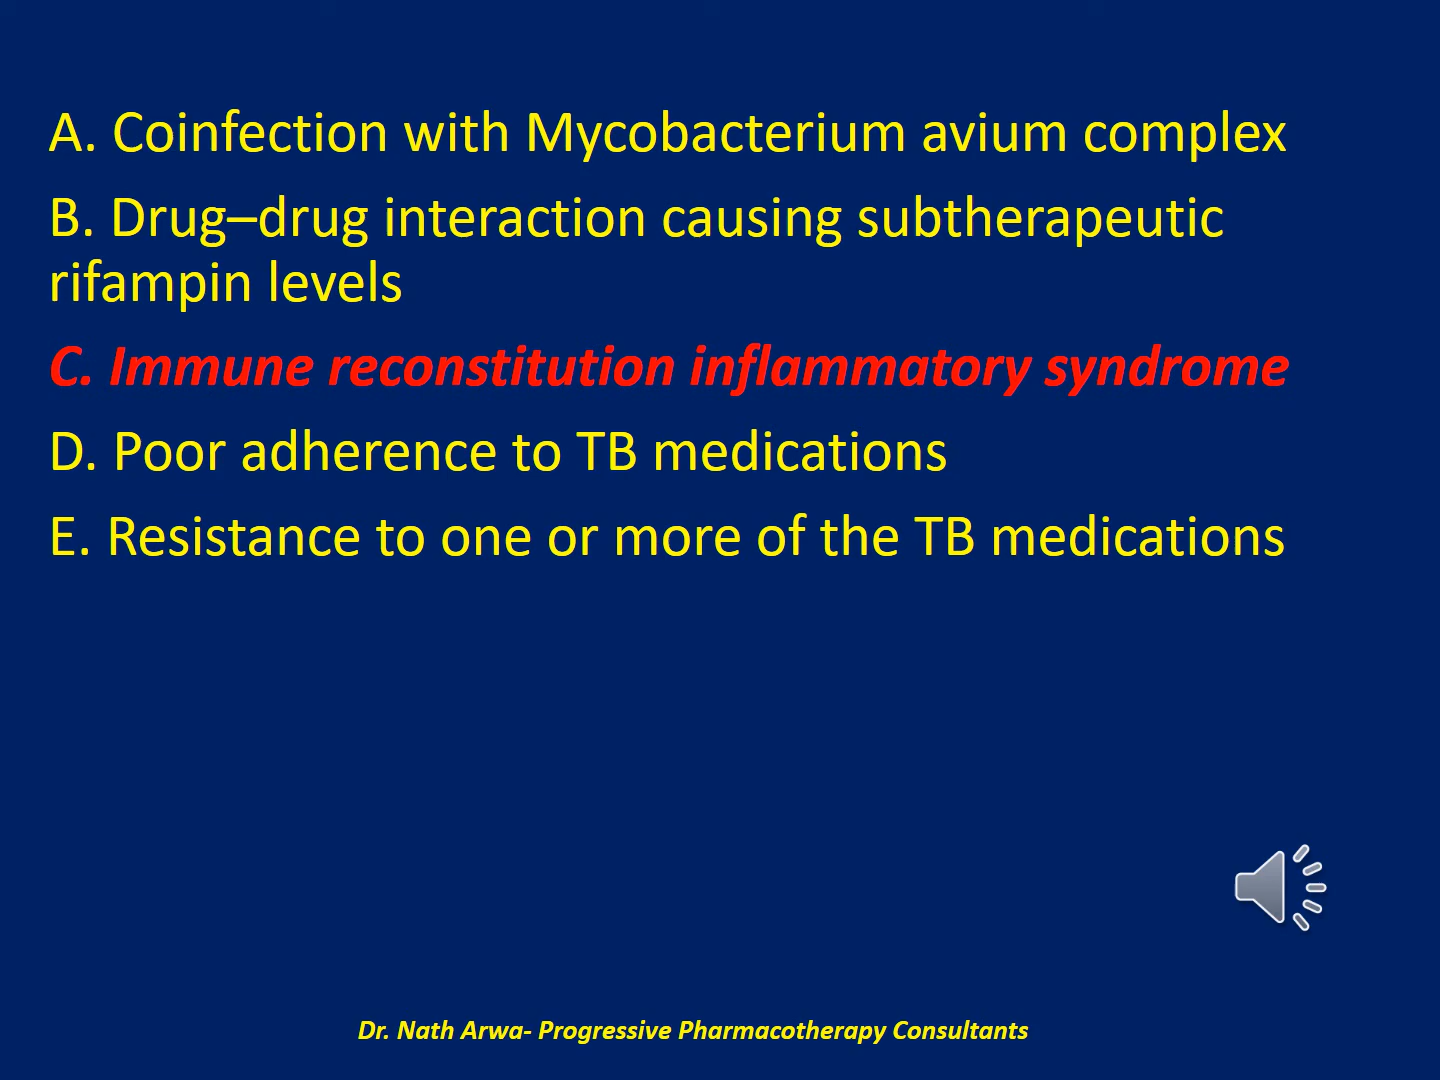 A. Coinfection with Mycobacterium avium complex
B. Drug–drug interaction causing subtherapeutic
rifampin levels
C. Immune reconstitution inflammatory syndrome
D. Poor adherence to TB medications
E. Resistance to one or more of the TB medications
Dr. Nath Arwa- Progressive Pharmacotherapy Consultants